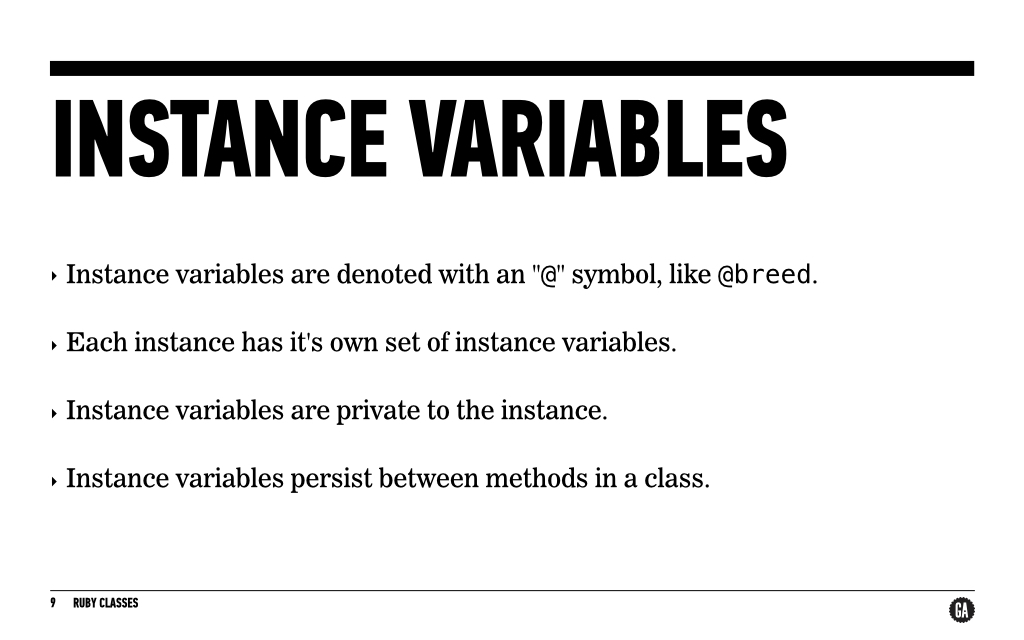 INSTANCE VARIABLES
‣ Instance variables are denoted with an "@" symbol, like @breed.
‣ Each instance has it's own set of instance variables.
‣ Instance variables are private to the instance.
‣ Instance variables persist between methods in a class.
9 RUBY CLASSES
GA